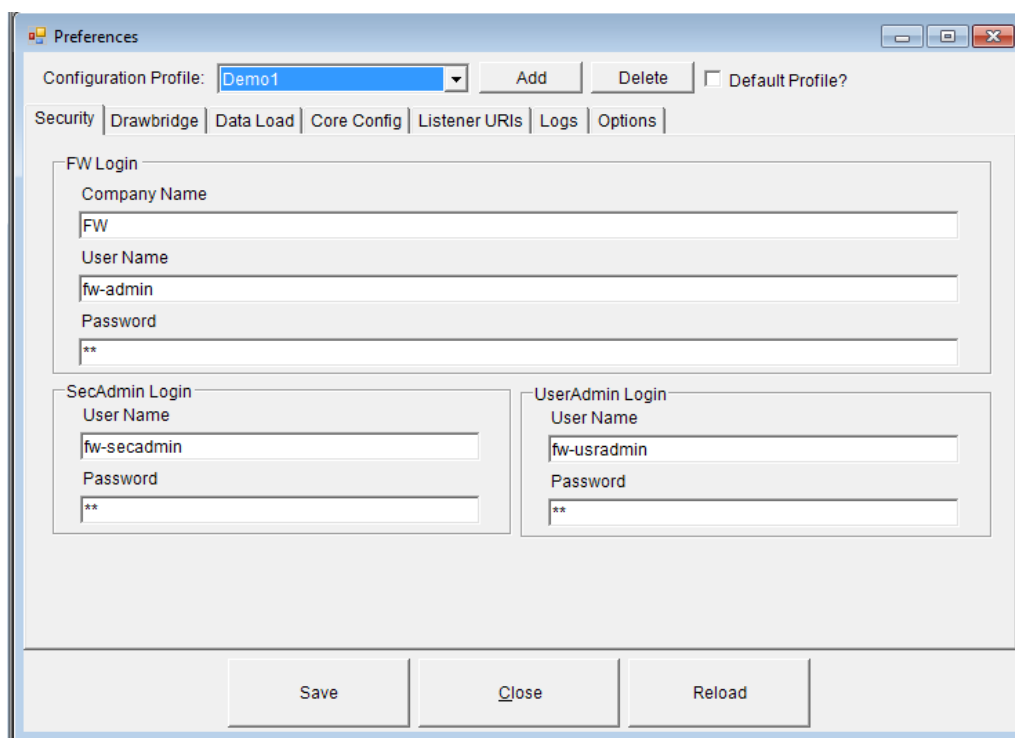 Preferences
Configuration Profile: Demo1 Add Delete Default Profile?
Security Drawbridge Data Load Core Config Listener URIs Logs Options
FW Login
Company Name
FW
User Name
fw-admin
Password
**
SecAdmin Login
User Name
fw-secadmin
Password
**
UserAdmin Login
User Name
fw-usradmin
Password
**
Save Close Reload